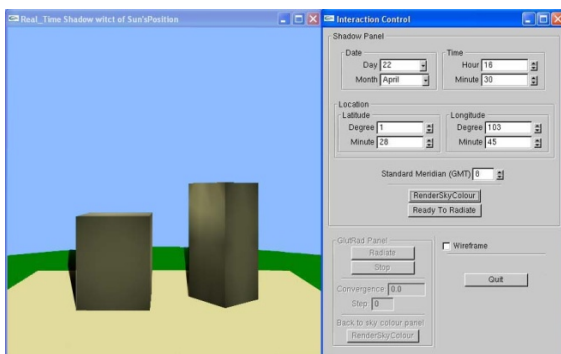 Real_Time Shadow witct of Sun'sPosition
Interaction Control
Shadow Panel
Date
Day 22
Month April
Time
Hour 16
Minute 30
Location
Latitude
Degree 1
Minute 28
Longitude
Degree 103
Minute 45
Standard Meridian (GMT) 8
RenderSkyColour
Ready To Radiate
GlutRad Panel
Radiate
Stop
Convergence 0.0
Step 0
Back to sky colour panel
RenderSkyColour
Wireframe
Quit